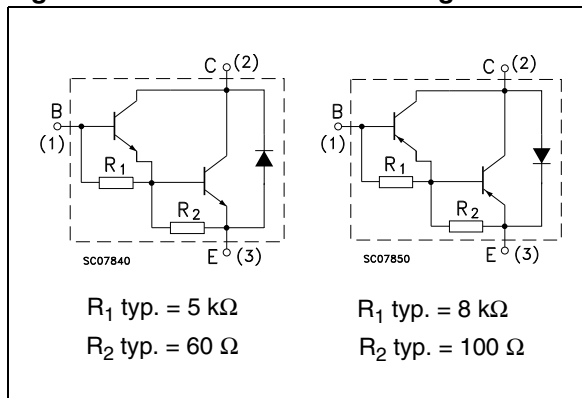 C (2)
B
(1)
R1
R2
E (3)
SC07840
R1 typ. = 5 kΩ
R2 typ. = 60 Ω
C (2)
B
(1)
R1
R2
E (3)
SC07850
R1 typ. = 8 kΩ
R2 typ. = 100 Ω